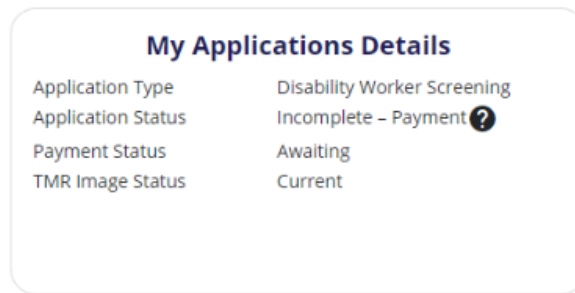 My Applications Details
Application Type Disability Worker Screening
Application Status Incomplete – Payment ?
Payment Status Awaiting
TMR Image Status Current